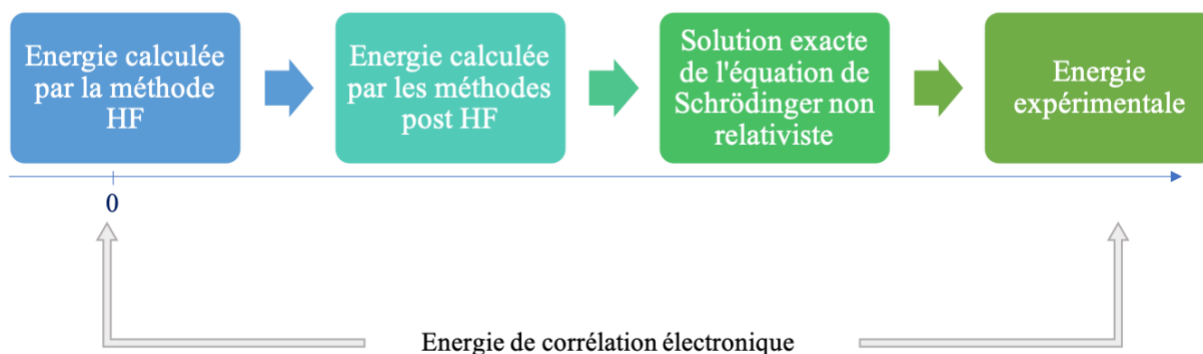 Energie calculée
par la méthode
HF
Energie calculée
par les méthodes
post HF
Solution exacte
de l'équation de
Schrödinger non
relativiste
Energie
expérimentale
0
Energie de corrélation électronique